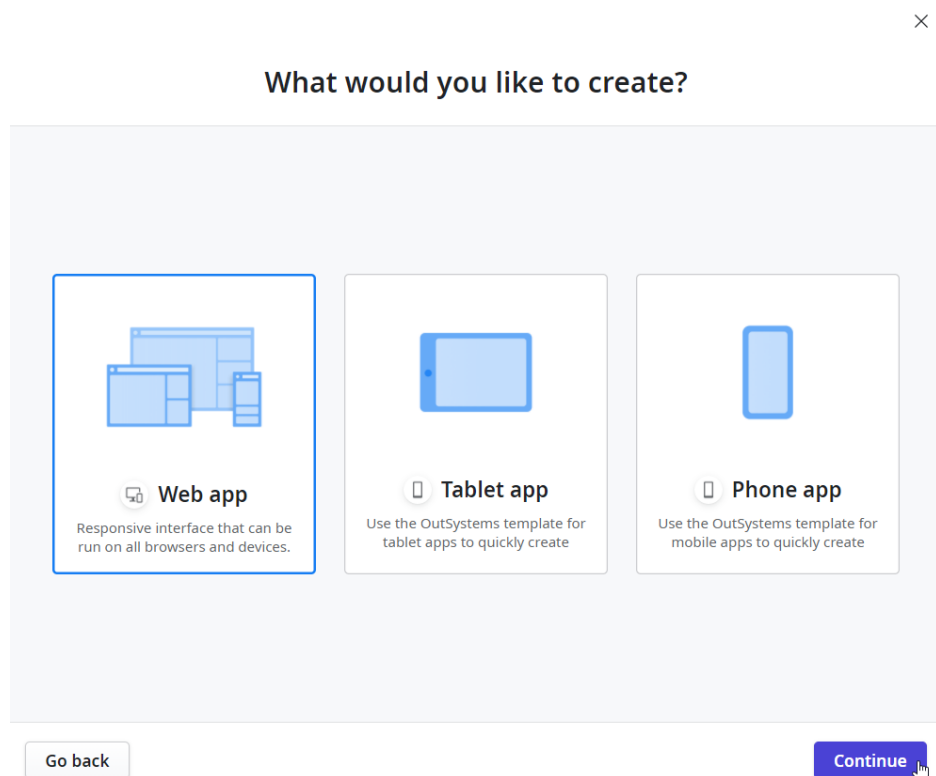 What would you like to create?
Web app
Responsive interface that can be
run on all browsers and devices.
Tablet app
Use the OutSystems template for
tablet apps to quickly create
Phone app
Use the OutSystems template for
mobile apps to quickly create
Go back
Continue